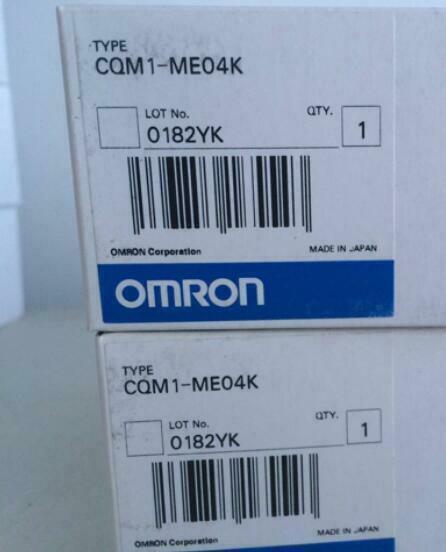 TYPE
CQM1-ME04K
LOT No. QTY.
0182YK 1
OMRON Corporation MADE IN JAPAN
OMRON
TYPE
CQM1-ME04K
LOT No. QTY.
0182YK 1
OMRON Corporation MADE IN JAPAN